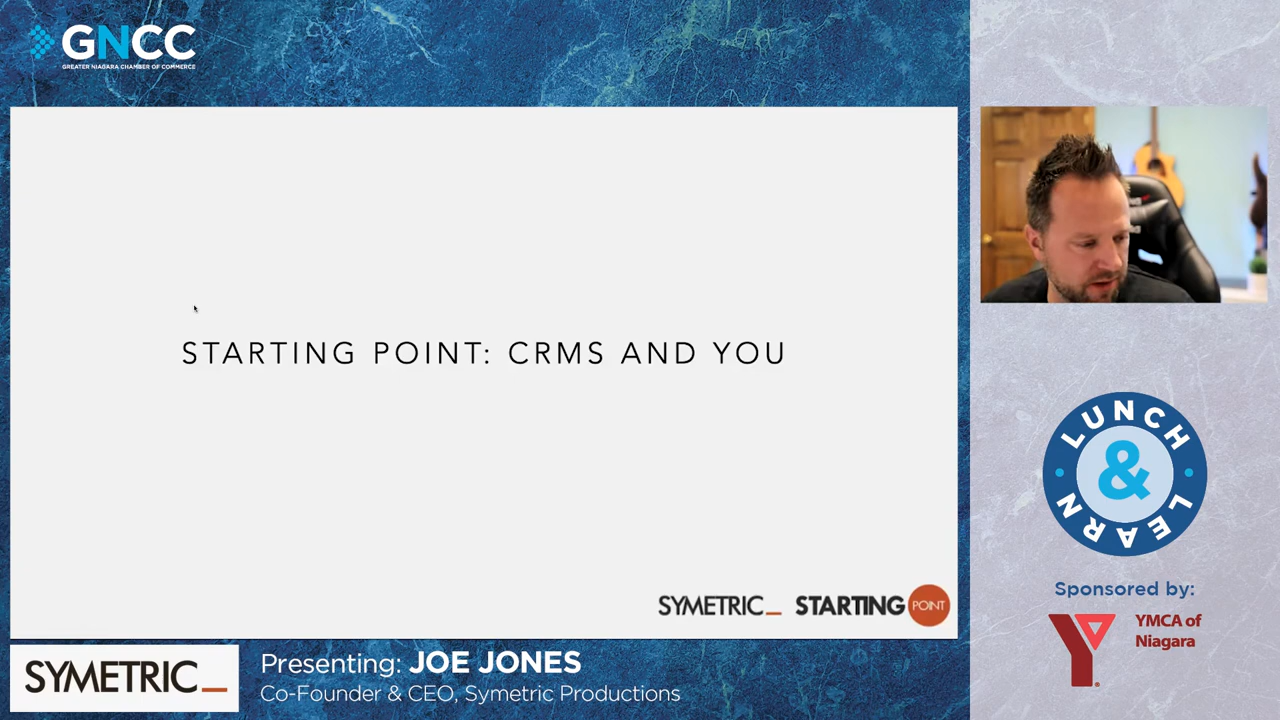 GNCC
GREATER NIAGARA CHAMBER OF COMMERCE
STARTING POINT: CRMS AND YOU
SYMETRIC_ STARTING POINT
LUNCH
&
LEARN
Sponsored by:
YMCA of
Niagara
SYMETRIC_
Presenting: JOE JONES
Co-Founder & CEO, Symetric Productions